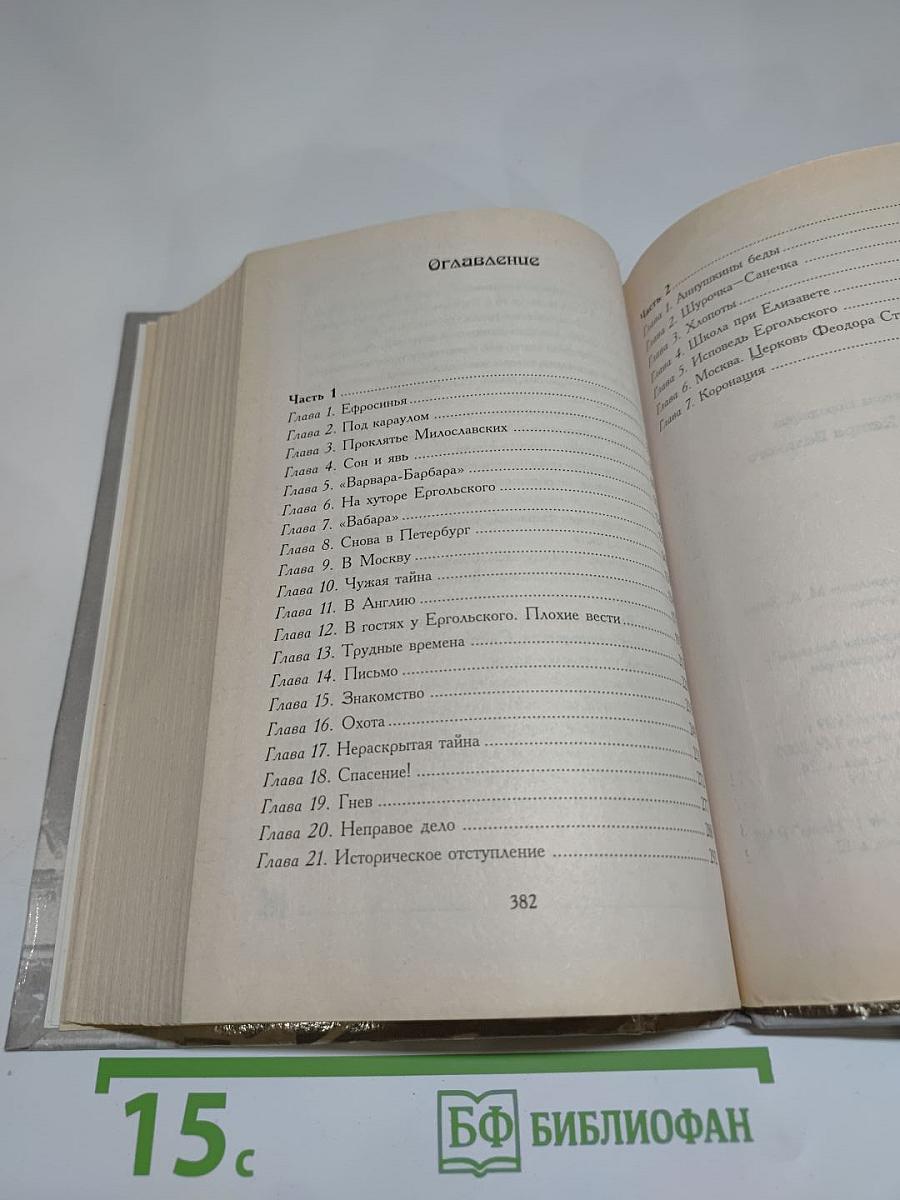 Оглавление
Часть 1
Глава 1. Ефросинья
Глава 2. Под караулом
Глава 3. Проклятье Милославских
Глава 4. Сон и явь
Глава 5. «Варвара-Барбара»
Глава 6. На хуторе Ергольского
Глава 7. «Вабара»
Глава 8. Снова в Петербург
Глава 9. В Москву
Глава 10. Чужая тайна
Глава 11. В Англию
Глава 12. В гостях у Ергольского. Плохие вести
Глава 13. Трудные времена
Глава 14. Письмо
Глава 15. Знакомство
Глава 16. Охота
Глава 17. Нераскрытая тайна
Глава 18. Спасение!
Глава 19. Гнев
Глава 20. Неправое дело
Глава 21. Историческое отступление
382
Часть 2
Глава 1. Аннушкины беды
Глава 2. Шурочка—Санечка
Глава 3. Хлопоты
Глава 4. Школа при Елизавете
Глава 5. Исповедь Ергольского
Глава 6. Москва. Церковь Феодора Ст
Глава 7. Коронация
15 с
БФ БИБЛИОФАН